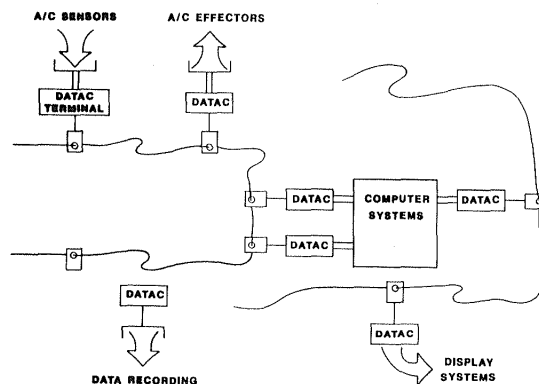 A/C SENSORS
A/C EFFECTORS
DATAC
TERMINAL
DATAC
DATAC
COMPUTER
SYSTEMS
DATAC
DATAC
DATAC
DATAC
DATA RECORDING
DISPLAY
SYSTEMS